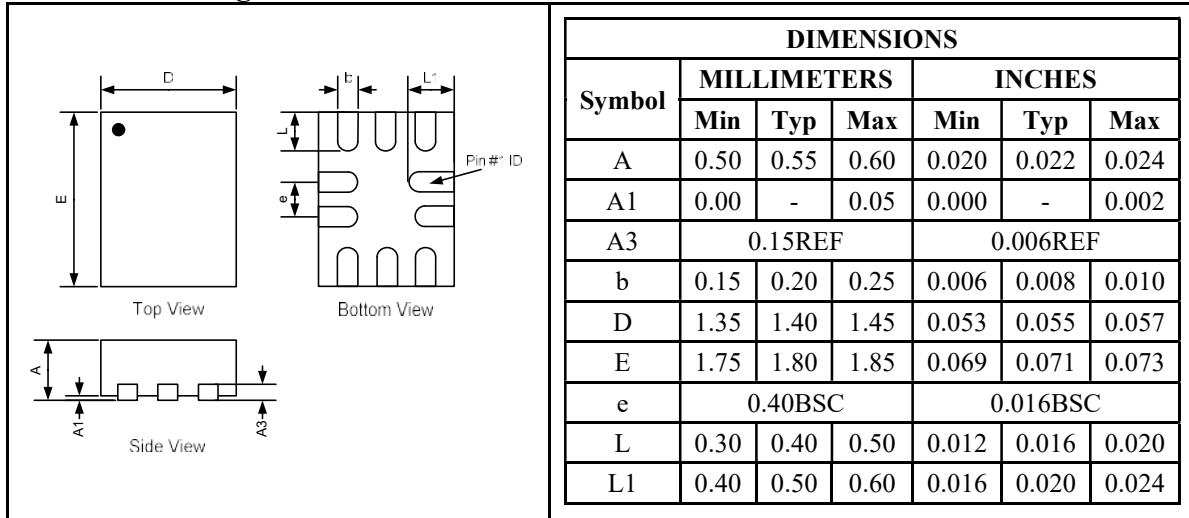 D
E
Top View
b
L1
L
e
Pin #1 ID
Bottom View
A
A1
A3
Side View
DIMENSIONS
Symbol MILLIMETERS INCHES
Min Typ Max Min Typ Max
A 0.50 0.55 0.60 0.020 0.022 0.024
A1 0.00 - 0.05 0.000 - 0.002
A3 0.15REF 0.006REF
b 0.15 0.20 0.25 0.006 0.008 0.010
D 1.35 1.40 1.45 0.053 0.055 0.057
E 1.75 1.80 1.85 0.069 0.071 0.073
e 0.40BSC 0.016BSC
L 0.30 0.40 0.50 0.012 0.016 0.020
L1 0.40 0.50 0.60 0.016 0.020 0.024